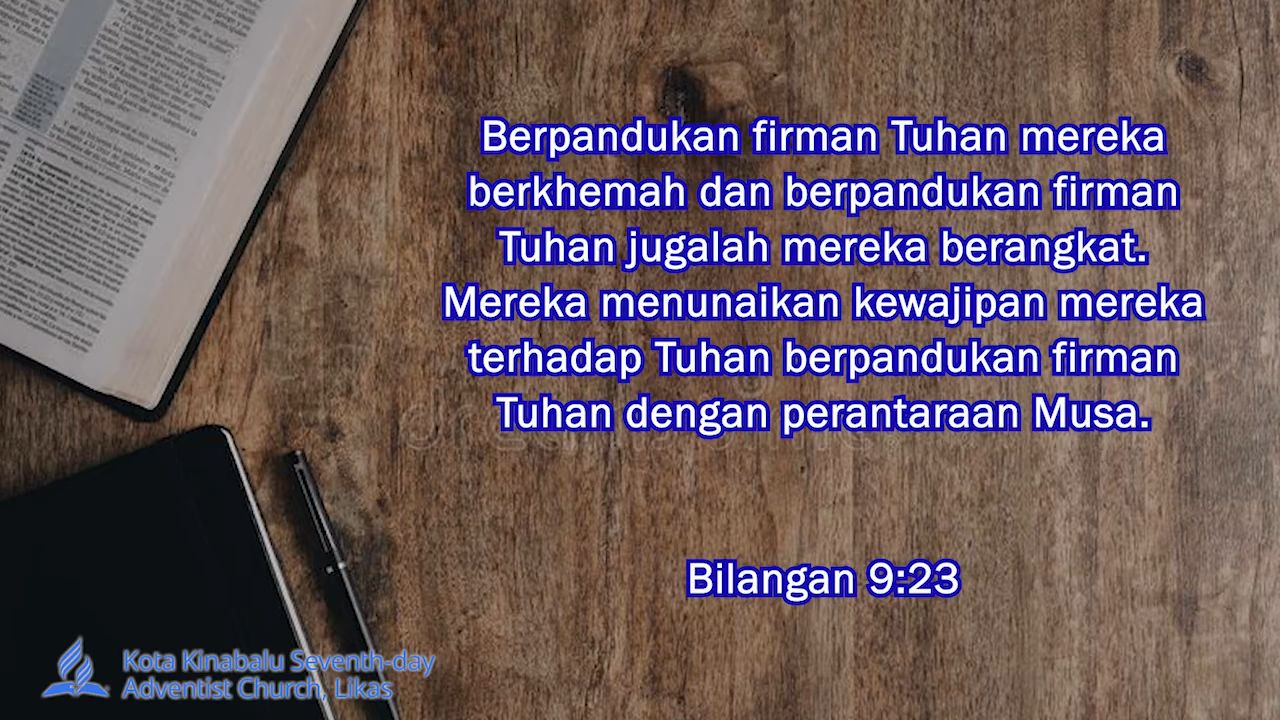 Berpandukan firman Tuhan mereka
berkhemah dan berpandukan firman
Tuhan jugalah mereka berangkat.
Mereka menunaikan kewajipan mereka
terhadap Tuhan berpandukan firman
Tuhan dengan perantaraan Musa.
Bilangan 9:23
Kota Kinabalu Seventh-day
Adventist Church, Likas